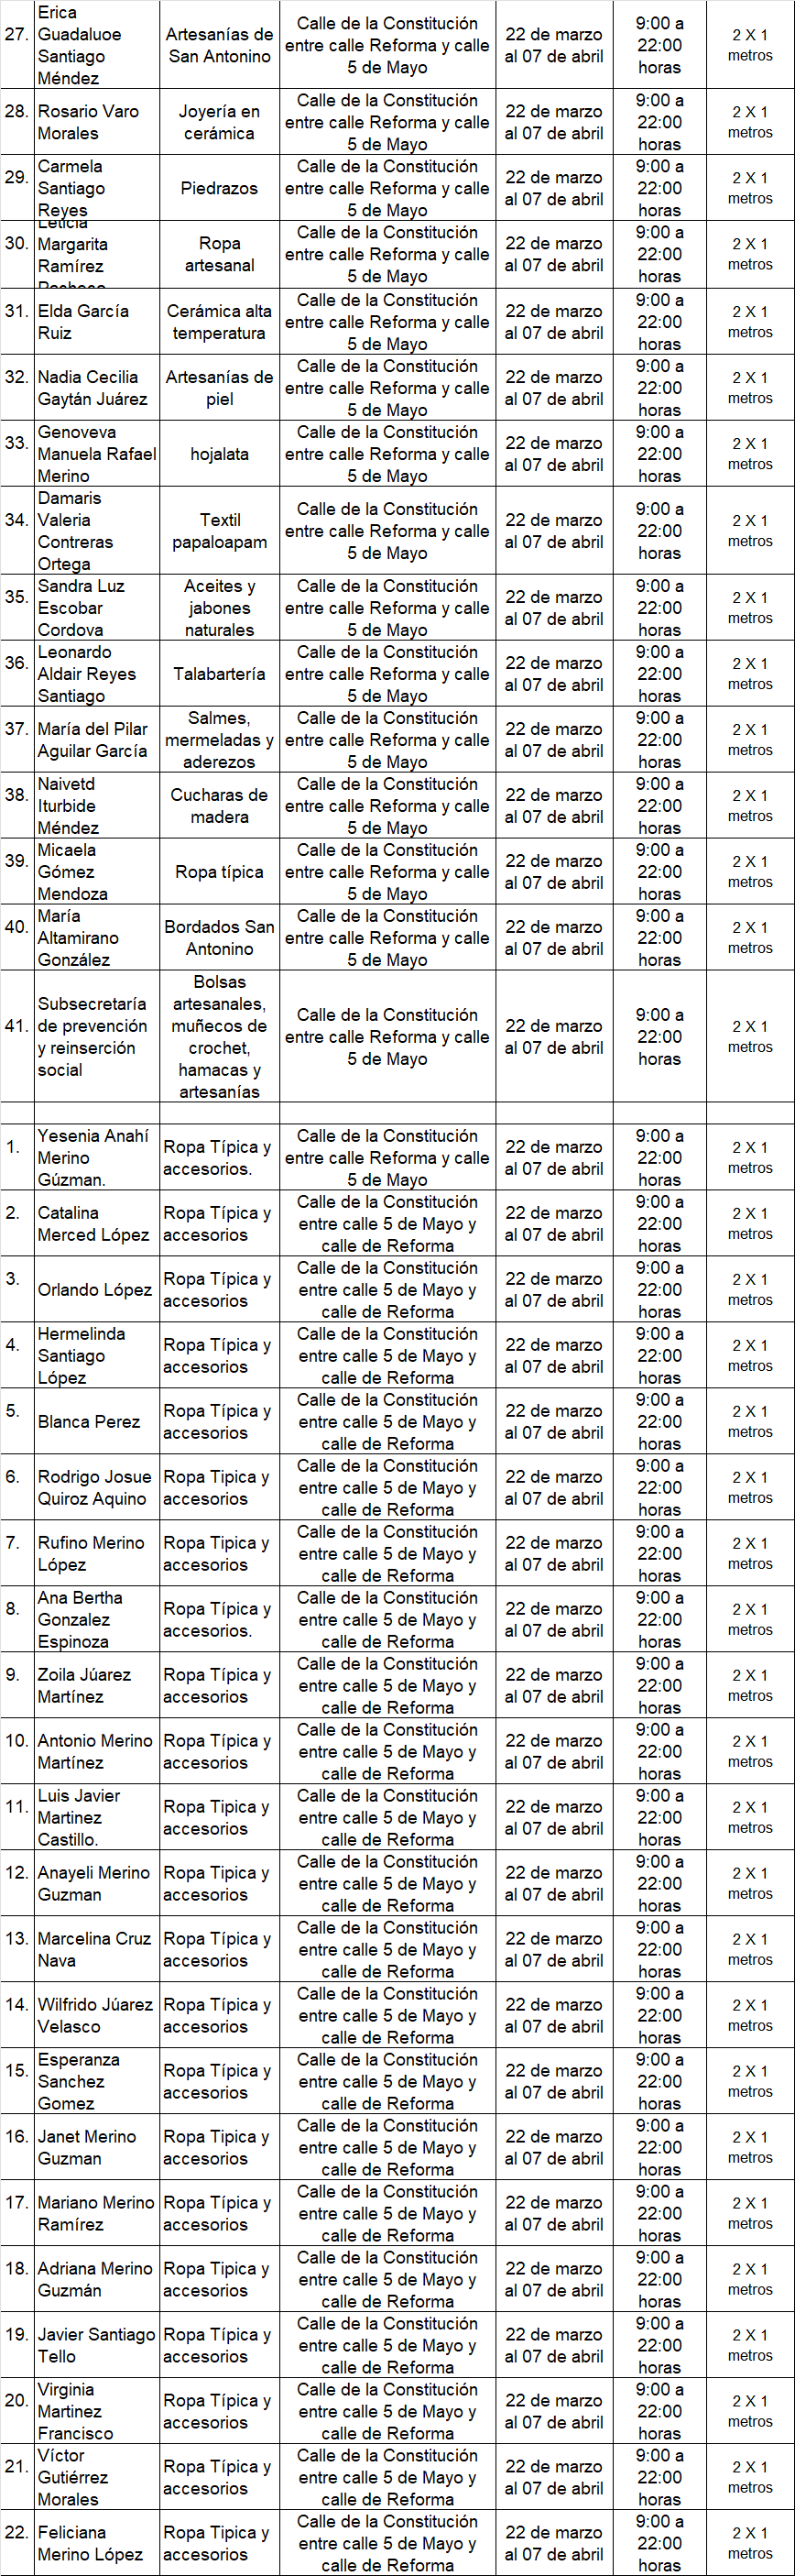 27. Erica Guadaluoe Santiago Méndez Artesanías de San Antonino Calle de la Constitución entre calle Reforma y calle 5 de Mayo 22 de marzo al 07 de abril 9:00 a 22:00 horas 2 X 1 metros
28. Rosario Varo Morales Joyería en cerámica Calle de la Constitución entre calle Reforma y calle 5 de Mayo 22 de marzo al 07 de abril 9:00 a 22:00 horas 2 X 1 metros
29. Carmela Santiago Reyes Piedrazos Calle de la Constitución entre calle Reforma y calle 5 de Mayo 22 de marzo al 07 de abril 9:00 a 22:00 horas 2 X 1 metros
30. Leticia Margarita Ramírez Pacheco Ropa artesanal Calle de la Constitución entre calle Reforma y calle 5 de Mayo 22 de marzo al 07 de abril 9:00 a 22:00 horas 2 X 1 metros
31. Elda García Ruiz Cerámica alta temperatura Calle de la Constitución entre calle Reforma y calle 5 de Mayo 22 de marzo al 07 de abril 9:00 a 22:00 horas 2 X 1 metros
32. Nadia Cecilia Gaytán Juárez Artesanías de piel Calle de la Constitución entre calle Reforma y calle 5 de Mayo 22 de marzo al 07 de abril 9:00 a 22:00 horas 2 X 1 metros
33. Genoveva Manuela Rafael Merino hojalata Calle de la Constitución entre calle Reforma y calle 5 de Mayo 22 de marzo al 07 de abril 9:00 a 22:00 horas 2 X 1 metros
34. Damaris Valeria Contreras Ortega Textil papaloapam Calle de la Constitución entre calle Reforma y calle 5 de Mayo 22 de marzo al 07 de abril 9:00 a 22:00 horas 2 X 1 metros
35. Sandra Luz Escobar Cordova Aceites y jabones naturales Calle de la Constitución entre calle Reforma y calle 5 de Mayo 22 de marzo al 07 de abril 9:00 a 22:00 horas 2 X 1 metros
36. Leonardo Aldair Reyes Santiago Talabartería Calle de la Constitución entre calle Reforma y calle 5 de Mayo 22 de marzo al 07 de abril 9:00 a 22:00 horas 2 X 1 metros
37. María del Pilar Aguilar García Salmes, mermeladas y aderezos Calle de la Constitución entre calle Reforma y calle 5 de Mayo 22 de marzo al 07 de abril 9:00 a 22:00 horas 2 X 1 metros
38. Naivetd Iturbide Méndez Cucharas de madera Calle de la Constitución entre calle Reforma y calle 5 de Mayo 22 de marzo al 07 de abril 9:00 a 22:00 horas 2 X 1 metros
39. Micaela Gómez Mendoza Ropa típica Calle de la Constitución entre calle Reforma y calle 5 de Mayo 22 de marzo al 07 de abril 9:00 a 22:00 horas 2 X 1 metros
40. María Altamirano González Bordados San Antonino Calle de la Constitución entre calle Reforma y calle 5 de Mayo 22 de marzo al 07 de abril 9:00 a 22:00 horas 2 X 1 metros
41. Subsecretaría de prevención y reinserción social Bolsas artesanales, muñecos de crochet, hamacas y artesanías Calle de la Constitución entre calle Reforma y calle 5 de Mayo 22 de marzo al 07 de abril 9:00 a 22:00 horas 2 X 1 metros
1. Yesenia Anahí Merino Gúzman. Ropa Típica y accesorios. Calle de la Constitución entre calle Reforma y calle 5 de Mayo 22 de marzo al 07 de abril 9:00 a 22:00 horas 2 X 1 metros
2. Catalina Merced López Ropa Típica y accesorios Calle de la Constitución entre calle 5 de Mayo y calle de Reforma 22 de marzo al 07 de abril 9:00 a 22:00 horas 2 X 1 metros
3. Orlando López Ropa Típica y accesorios Calle de la Constitución entre calle 5 de Mayo y calle de Reforma 22 de marzo al 07 de abril 9:00 a 22:00 horas 2 X 1 metros
4. Hermelinda Santiago López Ropa Típica y accesorios Calle de la Constitución entre calle 5 de Mayo y calle de Reforma 22 de marzo al 07 de abril 9:00 a 22:00 horas 2 X 1 metros
5. Blanca Perez Ropa Típica y accesorios Calle de la Constitución entre calle 5 de Mayo y calle de Reforma 22 de marzo al 07 de abril 9:00 a 22:00 horas 2 X 1 metros
6. Rodrigo Josue Quiroz Aquino Ropa Tipica y accesorios Calle de la Constitución entre calle 5 de Mayo y calle de Reforma 22 de marzo al 07 de abril 9:00 a 22:00 horas 2 X 1 metros
7. Rufino Merino López Ropa Tipica y accesorios Calle de la Constitución entre calle 5 de Mayo y calle de Reforma 22 de marzo al 07 de abril 9:00 a 22:00 horas 2 X 1 metros
8. Ana Bertha Gonzalez Espinoza Ropa Típica y accesorios. Calle de la Constitución entre calle 5 de Mayo y calle de Reforma 22 de marzo al 07 de abril 9:00 a 22:00 horas 2 X 1 metros
9. Zoila Júarez Martínez Ropa Típica y accesorios Calle de la Constitución entre calle 5 de Mayo y calle de Reforma 22 de marzo al 07 de abril 9:00 a 22:00 horas 2 X 1 metros
10. Antonio Merino Martínez Ropa Típica y accesorios Calle de la Constitución entre calle 5 de Mayo y calle de Reforma 22 de marzo al 07 de abril 9:00 a 22:00 horas 2 X 1 metros
11. Luis Javier Martinez Castillo. Ropa Tipica y accesorios Calle de la Constitución entre calle 5 de Mayo y calle de Reforma 22 de marzo al 07 de abril 9:00 a 22:00 horas 2 X 1 metros
12. Anayeli Merino Guzman Ropa Tipica y accesorios Calle de la Constitución entre calle 5 de Mayo y calle de Reforma 22 de marzo al 07 de abril 9:00 a 22:00 horas 2 X 1 metros
13. Marcelina Cruz Nava Ropa Típica y accesorios Calle de la Constitución entre calle 5 de Mayo y calle de Reforma 22 de marzo al 07 de abril 9:00 a 22:00 horas 2 X 1 metros
14. Wilfrido Júarez Velasco Ropa Típica y accesorios Calle de la Constitución entre calle 5 de Mayo y calle de Reforma 22 de marzo al 07 de abril 9:00 a 22:00 horas 2 X 1 metros
15. Esperanza Sanchez Gomez Ropa Típica y accesorios Calle de la Constitución entre calle 5 de Mayo y calle de Reforma 22 de marzo al 07 de abril 9:00 a 22:00 horas 2 X 1 metros
16. Janet Merino Guzman Ropa Tipica y accesorios Calle de la Constitución entre calle 5 de Mayo y calle de Reforma 22 de marzo al 07 de abril 9:00 a 22:00 horas 2 X 1 metros
17. Mariano Merino Ramírez Ropa Típica y accesorios Calle de la Constitución entre calle 5 de Mayo y calle de Reforma 22 de marzo al 07 de abril 9:00 a 22:00 horas 2 X 1 metros
18. Adriana Merino Guzmán Ropa Tipica y accesorios Calle de la Constitución entre calle 5 de Mayo y calle de Reforma 22 de marzo al 07 de abril 9:00 a 22:00 horas 2 X 1 metros
19. Javier Santiago Tello Ropa Típica y accesorios Calle de la Constitución entre calle 5 de Mayo y calle de Reforma 22 de marzo al 07 de abril 9:00 a 22:00 horas 2 X 1 metros
20. Virginia Martinez Francisco Ropa Típica y accesorios Calle de la Constitución entre calle 5 de Mayo y calle de Reforma 22 de marzo al 07 de abril 9:00 a 22:00 horas 2 X 1 metros
21. Víctor Gutiérrez Morales Ropa Típica y accesorios Calle de la Constitución entre calle 5 de Mayo y calle de Reforma 22 de marzo al 07 de abril 9:00 a 22:00 horas 2 X 1 metros
22. Feliciana Merino López Ropa Tipica y accesorios Calle de la Constitución entre calle 5 de Mayo y calle de Reforma 22 de marzo al 07 de abril 9:00 a 22:00 horas 2 X 1 metros